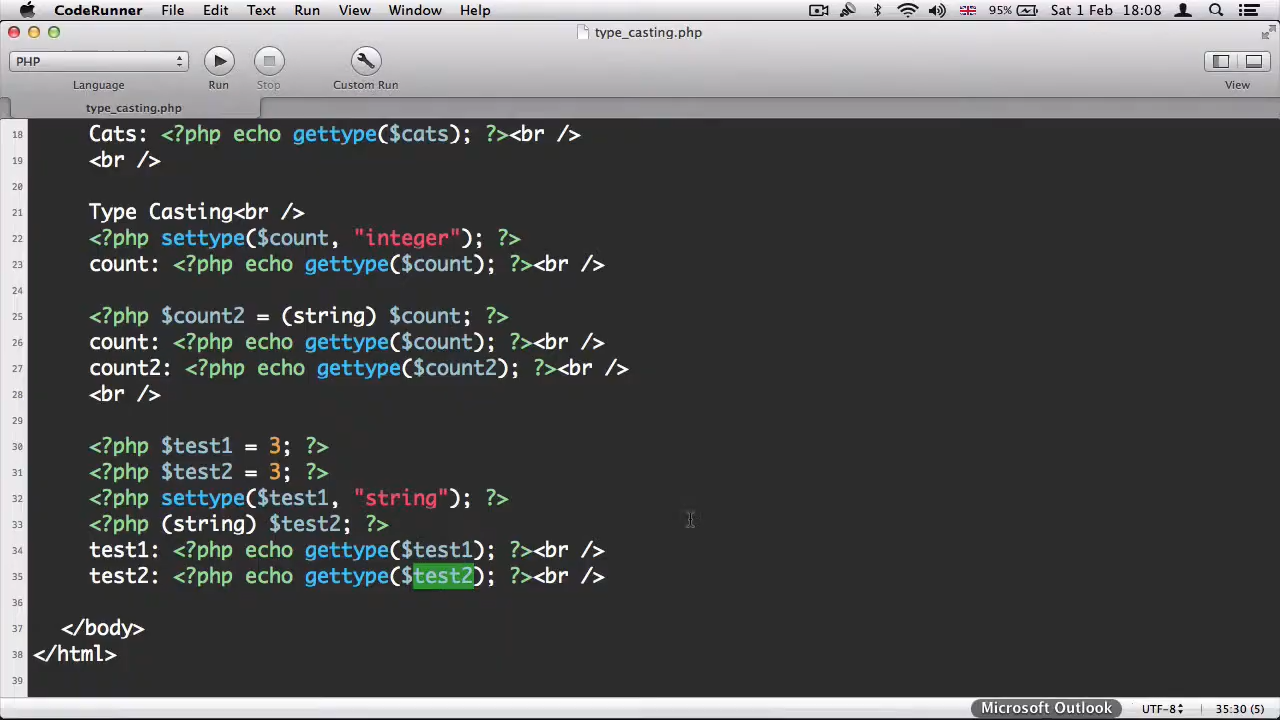 CodeRunner File Edit Text Run View Window Help 95% Sat 1 Feb 18:08
type_casting.php
PHP
Language Run Stop Custom Run View
type_casting.php
18 Cats: <?php echo gettype($cats); ?><br />
19 <br />
20
21 Type Casting<br />
22 <?php settype($count, "integer"); ?>
23 count: <?php echo gettype($count); ?><br />
24
25 <?php $count2 = (string) $count; ?>
26 count: <?php echo gettype($count); ?><br />
27 count2: <?php echo gettype($count2); ?><br />
28 <br />
29
30 <?php $test1 = 3; ?>
31 <?php $test2 = 3; ?>
32 <?php settype($test1, "string"); ?>
33 <?php (string) $test2; ?>
34 test1: <?php echo gettype($test1); ?><br />
35 test2: <?php echo gettype($test2); ?><br />
36
37 </body>
38 </html>
39
Microsoft Outlook UTF-8 35:30 (5)